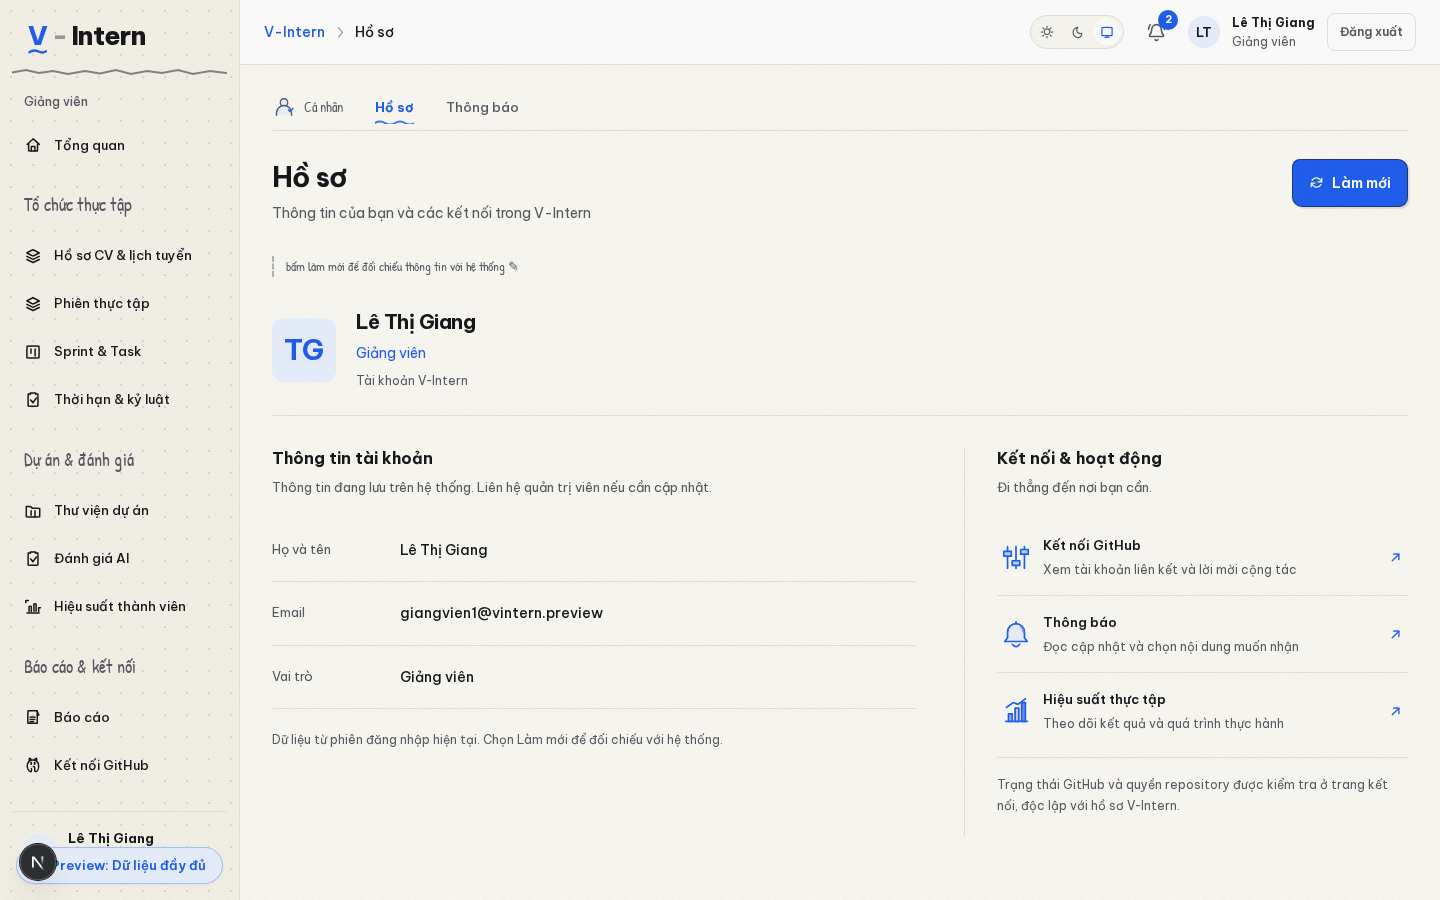 V - Intern
Giảng viên
Tổng quan
Tổ chức thực tập
Hồ sơ CV & lịch tuyển
Phiên thực tập
Sprint & Task
Thời hạn & kỷ luật
Dự án & đánh giá
Thư viện dự án
Đánh giá AI
Hiệu suất thành viên
Báo cáo & kết nối
Báo cáo
Kết nối GitHub
Lê Thị Giang
Preview: Dữ liệu đầy đủ
N
V-Intern
Hồ sơ
2
LT
Lê Thị Giang
Giảng viên
Đăng xuất
Cá nhân
Hồ sơ
Thông báo
Hồ sơ
Thông tin của bạn và các kết nối trong V-Intern
Làm mới
bấm làm mới để đối chiếu thông tin với hệ thống ✎
TG
Lê Thị Giang
Giảng viên
Tài khoản V-Intern
Thông tin tài khoản
Thông tin đang lưu trên hệ thống. Liên hệ quản trị viên nếu cần cập nhật.
Họ và tên
Lê Thị Giang
Email
giangvien1@vintern.preview
Vai trò
Giảng viên
Dữ liệu từ phiên đăng nhập hiện tại. Chọn Làm mới để đối chiếu với hệ thống.
Kết nối & hoạt động
Đi thẳng đến nơi bạn cần.
Kết nối GitHub
Xem tài khoản liên kết và lời mời cộng tác
Thông báo
Đọc cập nhật và chọn nội dung muốn nhận
Hiệu suất thực tập
Theo dõi kết quả và quá trình thực hành
Trạng thái GitHub và quyền repository được kiểm tra ở trang kết
nối, độc lập với hồ sơ V-Intern.